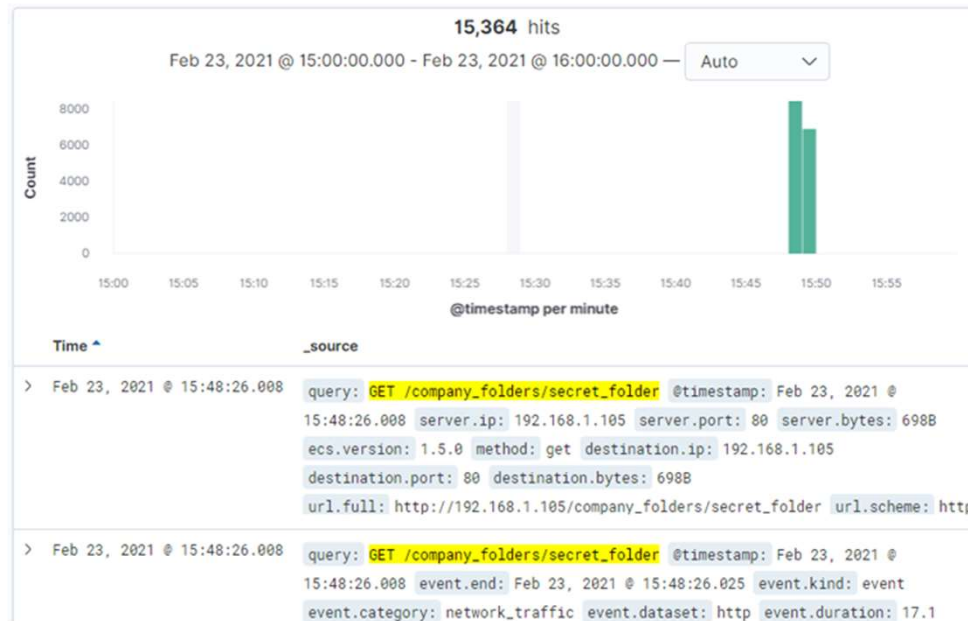 15,364 hits
Feb 23, 2021 @ 15:00:00.000 - Feb 23, 2021 @ 16:00:00.000 — Auto
8000
6000
4000
2000
0
Count
15:00 15:05 15:10 15:15 15:20 15:25 15:30 15:35 15:40 15:45 15:50 15:55
@timestamp per minute
Time _source
> Feb 23, 2021 @ 15:48:26.008 query: GET /company_folders/secret_folder @timestamp: Feb 23, 2021 @
15:48:26.008 server.ip: 192.168.1.105 server.port: 80 server.bytes: 698B
ecs.version: 1.5.0 method: get destination.ip: 192.168.1.105
destination.port: 80 destination.bytes: 698B
url.full: http://192.168.1.105/company_folders/secret_folder url.scheme: http
> Feb 23, 2021 @ 15:48:26.008 query: GET /company_folders/secret_folder @timestamp: Feb 23, 2021 @
15:48:26.008 event.end: Feb 23, 2021 @ 15:48:26.025 event.kind: event
event.category: network_traffic event.dataset: http event.duration: 17.1